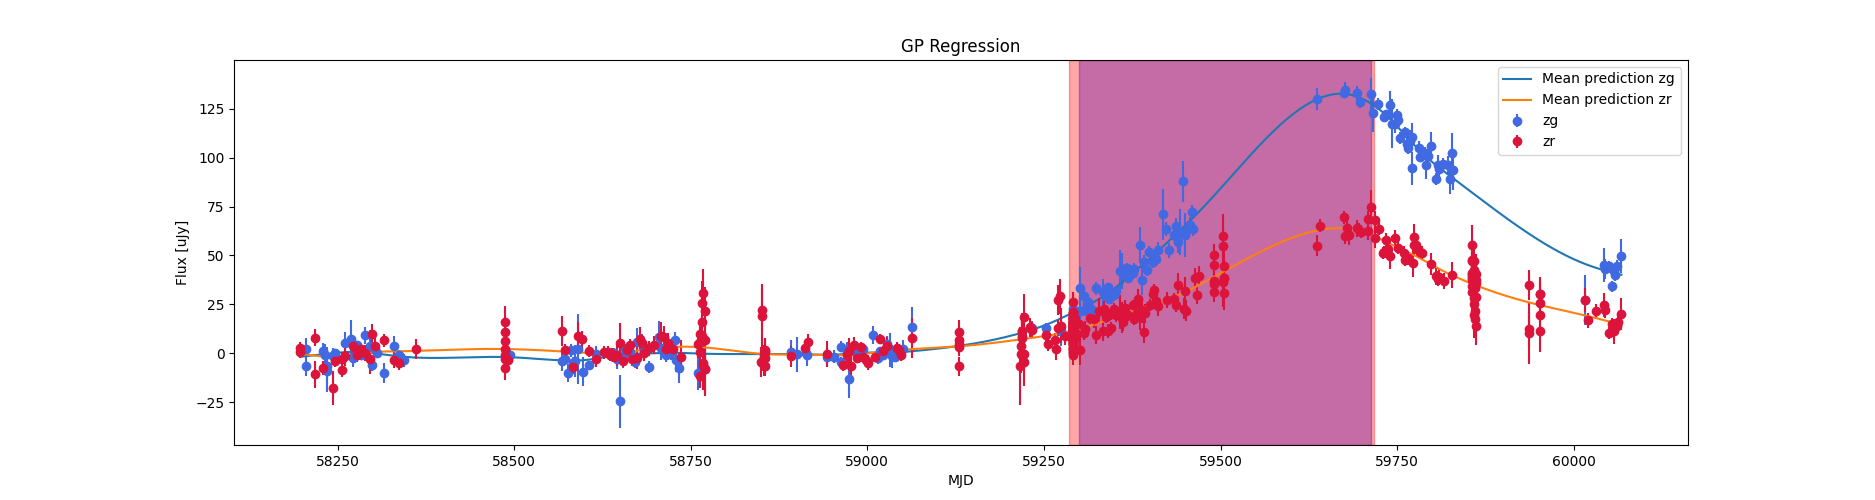 GP Regression
Mean prediction zg
Mean prediction zr
zg
zr
Flux [uJy]
125
100
75
50
25
0
−25
58250 58500 58750 59000 59250 59500 59750 60000
MJD